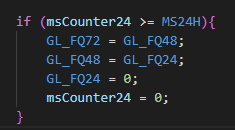 if (msCounter24 >= MS24H){
GL_FQ72 = GL_FQ48;
GL_FQ48 = GL_FQ24;
GL_FQ24 = 0;
msCounter24 = 0;
}